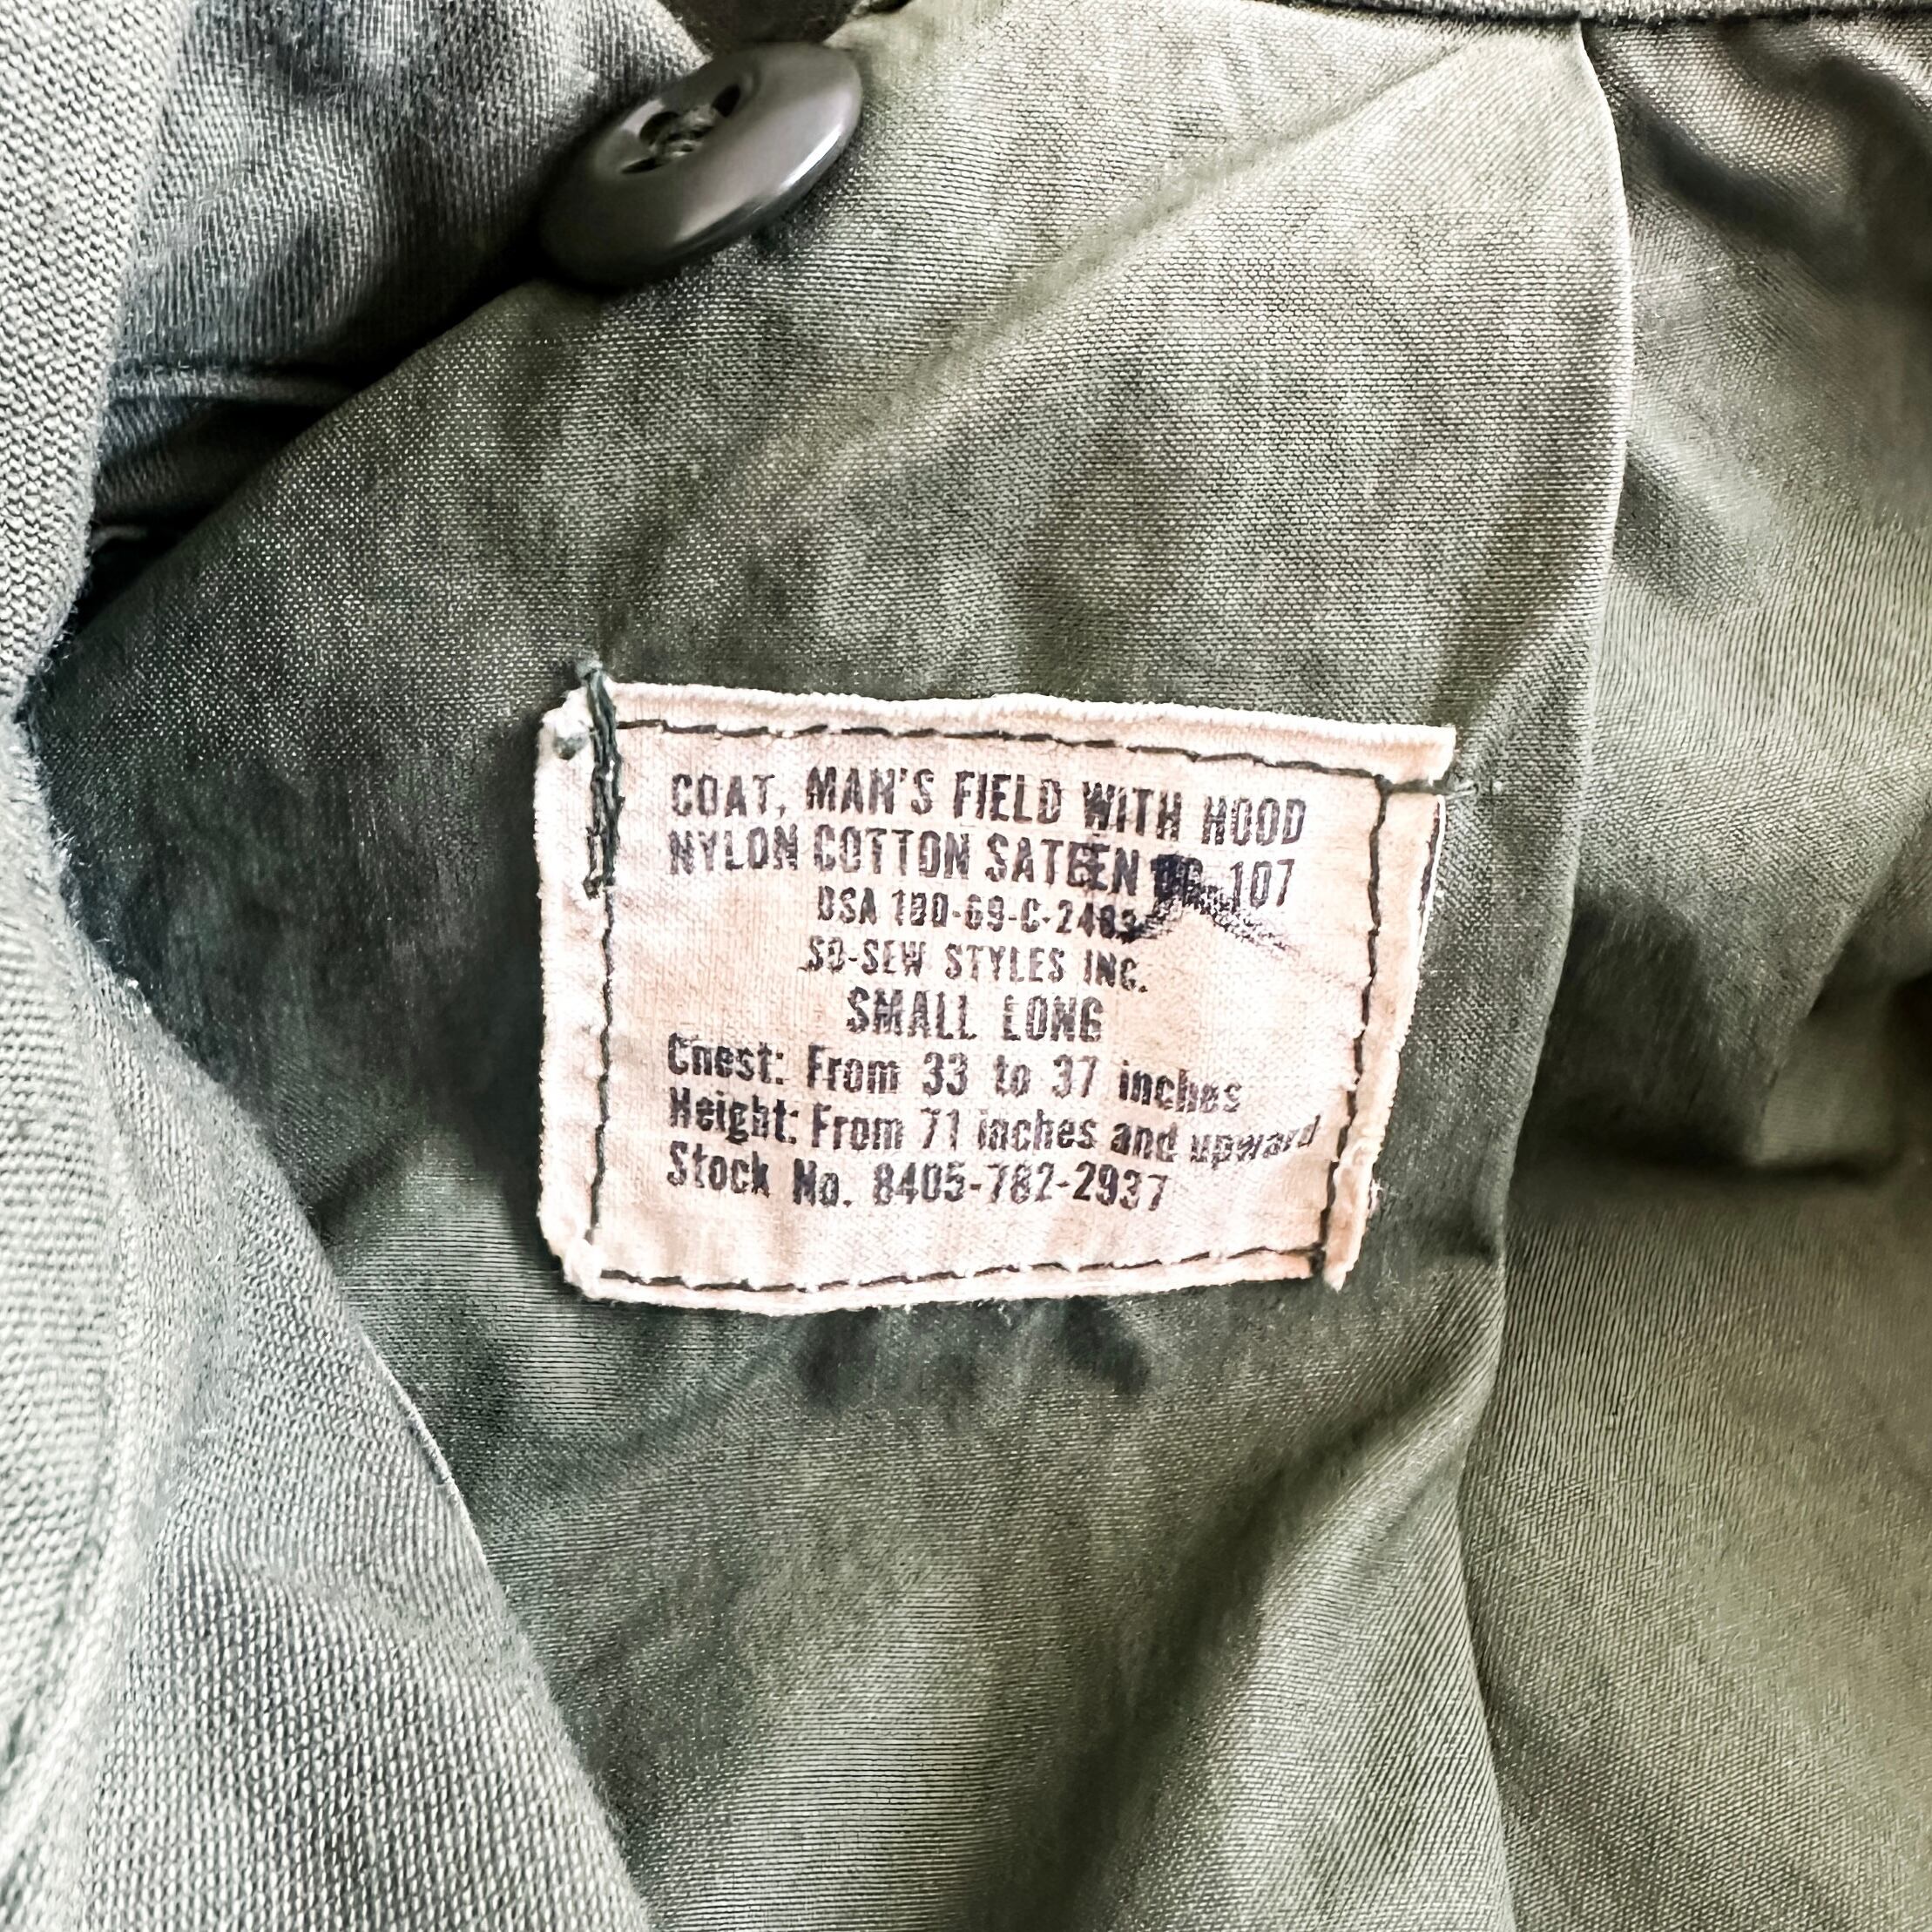 COAT, MAN'S FIELD WITH HOOD
NYLON COTTON SATEEN OG-107
DSA 100-69-C-
SO-SEW STYLES INC.
SMALL LONG
Chest: From 33 to 37 inches
Height: From 71 inches and upward
Stock No. 8405-782-2937